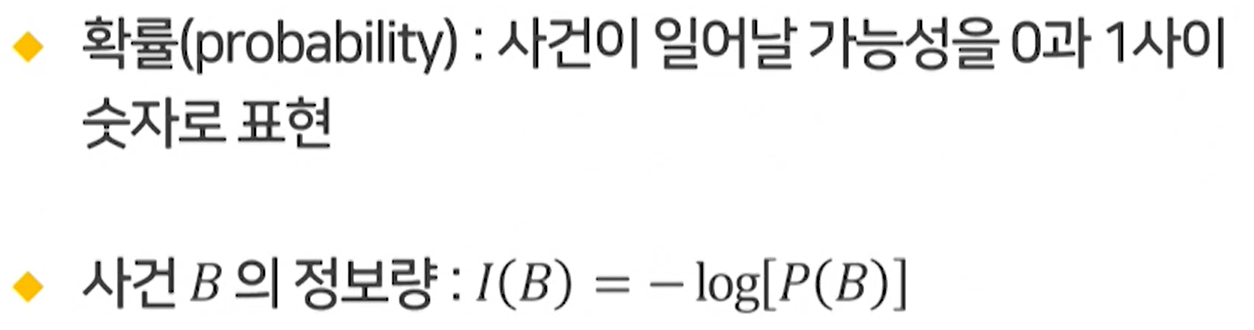 ◆ 확률(probability) : 사건이 일어날 가능성을 0과 1사이
숫자로 표현
◆ 사건 B 의 정보량 : I(B) = − log[P(B)]